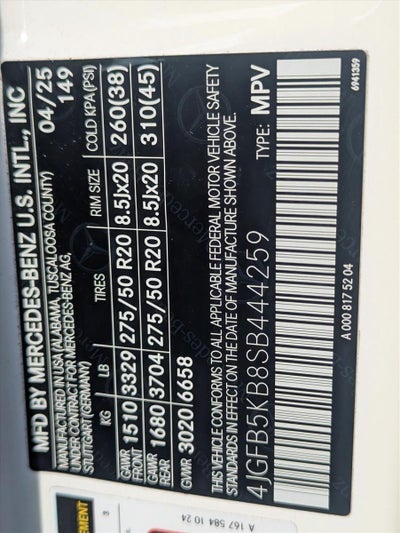 MFD BY MERCEDES-BENZ U.S. INTL., INC
MANUFACTURED IN USA (ALABAMA, TUSCALOOSA COUNTY) 04/25
UNDER CONTRACT FOR MERCEDES-BENZ AG, 149
STUTTGART (GERMANY)
KG LB TIRES RIM SIZE COLD KPA(PSI)
GAWR FRONT 1510 3329 275/50 R20 8.5Jx20 260(38)
GAWR REAR 1680 3704 275/50 R20 8.5Jx20 310(45)
GVWR 3020/6658
THIS VEHICLE CONFORMS TO ALL APPLICABLE FEDERAL MOTOR VEHICLE SAFETY
STANDARDS IN EFFECT ON THE DATE OF MANUFACTURE SHOWN ABOVE.
4JGFB5KB8SB444259 TYPE: MPV
A 000 817 52 04 6941359
A 167 584 10 24